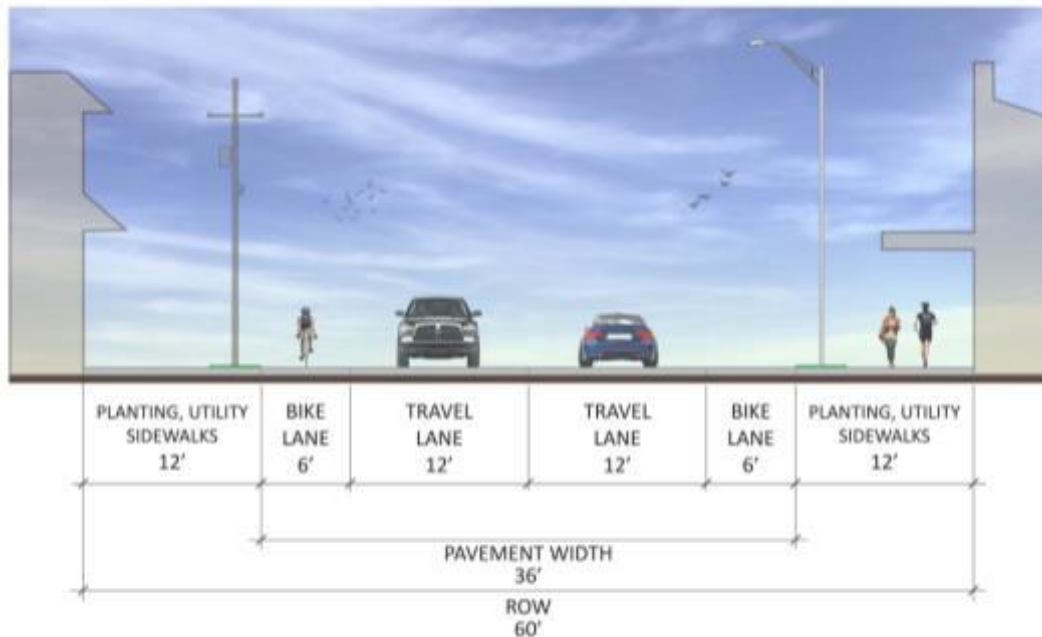 PLANTING, UTILITY
SIDEWALKS
12'
BIKE
LANE
6'
TRAVEL
LANE
12'
TRAVEL
LANE
12'
BIKE
LANE
6'
PLANTING, UTILITY
SIDEWALKS
12'
PAVEMENT WIDTH
36'
ROW
60'